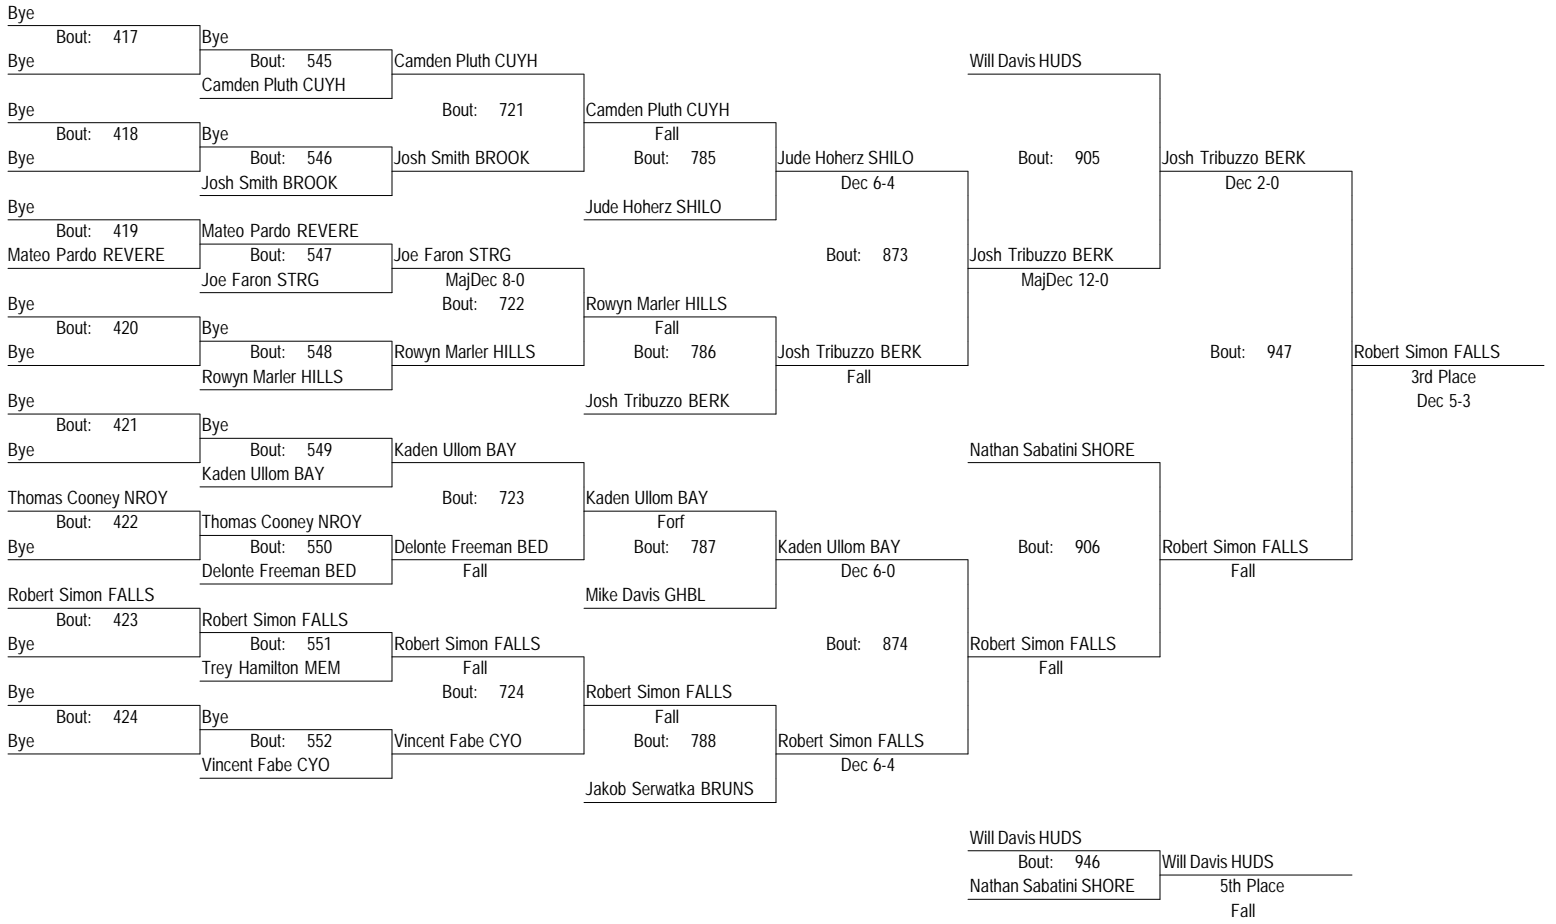 Bye
Bout: 417 Bye
Bye Bout: 545 Camden Pluth CUYH Will Davis HUDS
Camden Pluth CUYH
Bye Bout: 721 Camden Pluth CUYH
Bout: 418 Bye Fall
Bye Bout: 546 Josh Smith BROOK Bout: 785 Jude Hoherz SHILO Bout: 905 Josh Tribuzzo BERK
Josh Smith BROOK Dec 6-4 Dec 2-0
Bye Jude Hoherz SHILO
Bout: 419 Mateo Pardo REVERE
Mateo Pardo REVERE Bout: 547 Joe Faron STRG Bout: 873 Josh Tribuzzo BERK
Joe Faron STRG MajDec 8-0 MajDec 12-0
Bye Bout: 722 Rowyn Marler HILLS
Bout: 420 Bye Fall
Bye Bout: 548 Rowyn Marler HILLS Bout: 786 Josh Tribuzzo BERK Bout: 947 Robert Simon FALLS
Rowyn Marler HILLS Fall 3rd Place
Bye Josh Tribuzzo BERK Dec 5-3
Bout: 421 Bye
Bye Bout: 549 Kaden Ullom BAY Nathan Sabatini SHORE
Kaden Ullom BAY
Thomas Cooney NROY Bout: 723 Kaden Ullom BAY
Bout: 422 Thomas Cooney NROY Forf
Bye Bout: 550 Delonte Freeman BED Bout: 787 Kaden Ullom BAY Bout: 906 Robert Simon FALLS
Delonte Freeman BED Fall Dec 6-0 Fall
Robert Simon FALLS Mike Davis GHBL
Bout: 423 Robert Simon FALLS
Bye Bout: 551 Robert Simon FALLS Bout: 874 Robert Simon FALLS
Trey Hamilton MEM Fall Fall
Bye Bout: 724 Robert Simon FALLS
Bout: 424 Bye Fall
Bye Bout: 552 Vincent Fabe CYO Bout: 788 Robert Simon FALLS
Vincent Fabe CYO Dec 6-4
Jakob Serwatka BRUNS
Will Davis HUDS
Bout: 946 Will Davis HUDS
Nathan Sabatini SHORE 5th Place
Fall